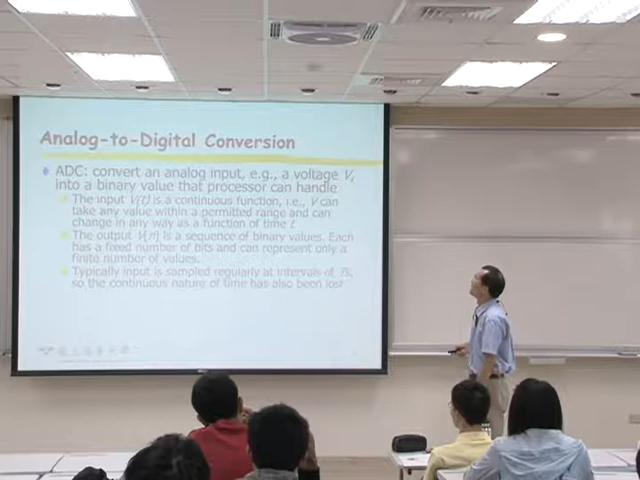 Analog-to-Digital Conversion
ADC: convert an analog input, e.g., a voltage V,
into a binary value that processor can handle
The input V(t) is a continuous function, i.e., V can
take any value within a permitted range and can
change in any way as a function of time t
The output V[n] is a sequence of binary values. Each
has a fixed number of bits and can represent only a
finite number of values.
Typically input is sampled regularly at intervals of Ts,
so the continuous nature of time has also been lost